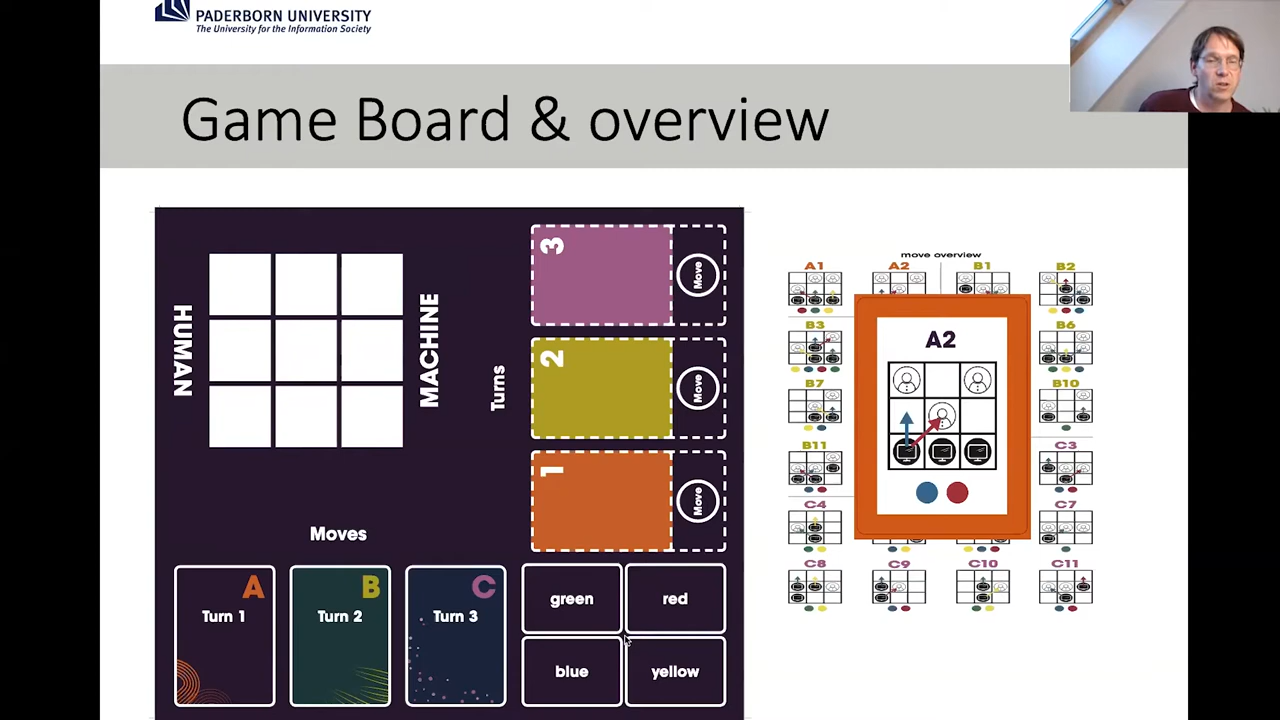 PADERBORN UNIVERSITY
The University for the Information Society
Game Board & overview
HUMAN
MACHINE
Turns
3
Move
2
Move
1
Move
Moves
A
Turn 1
B
Turn 2
C
Turn 3
green
red
blue
yellow
move overview
A1
A2
B1
B2
B3
B6
B7
B10
B11
C3
C4
C7
C8
C9
C10
C11
A2